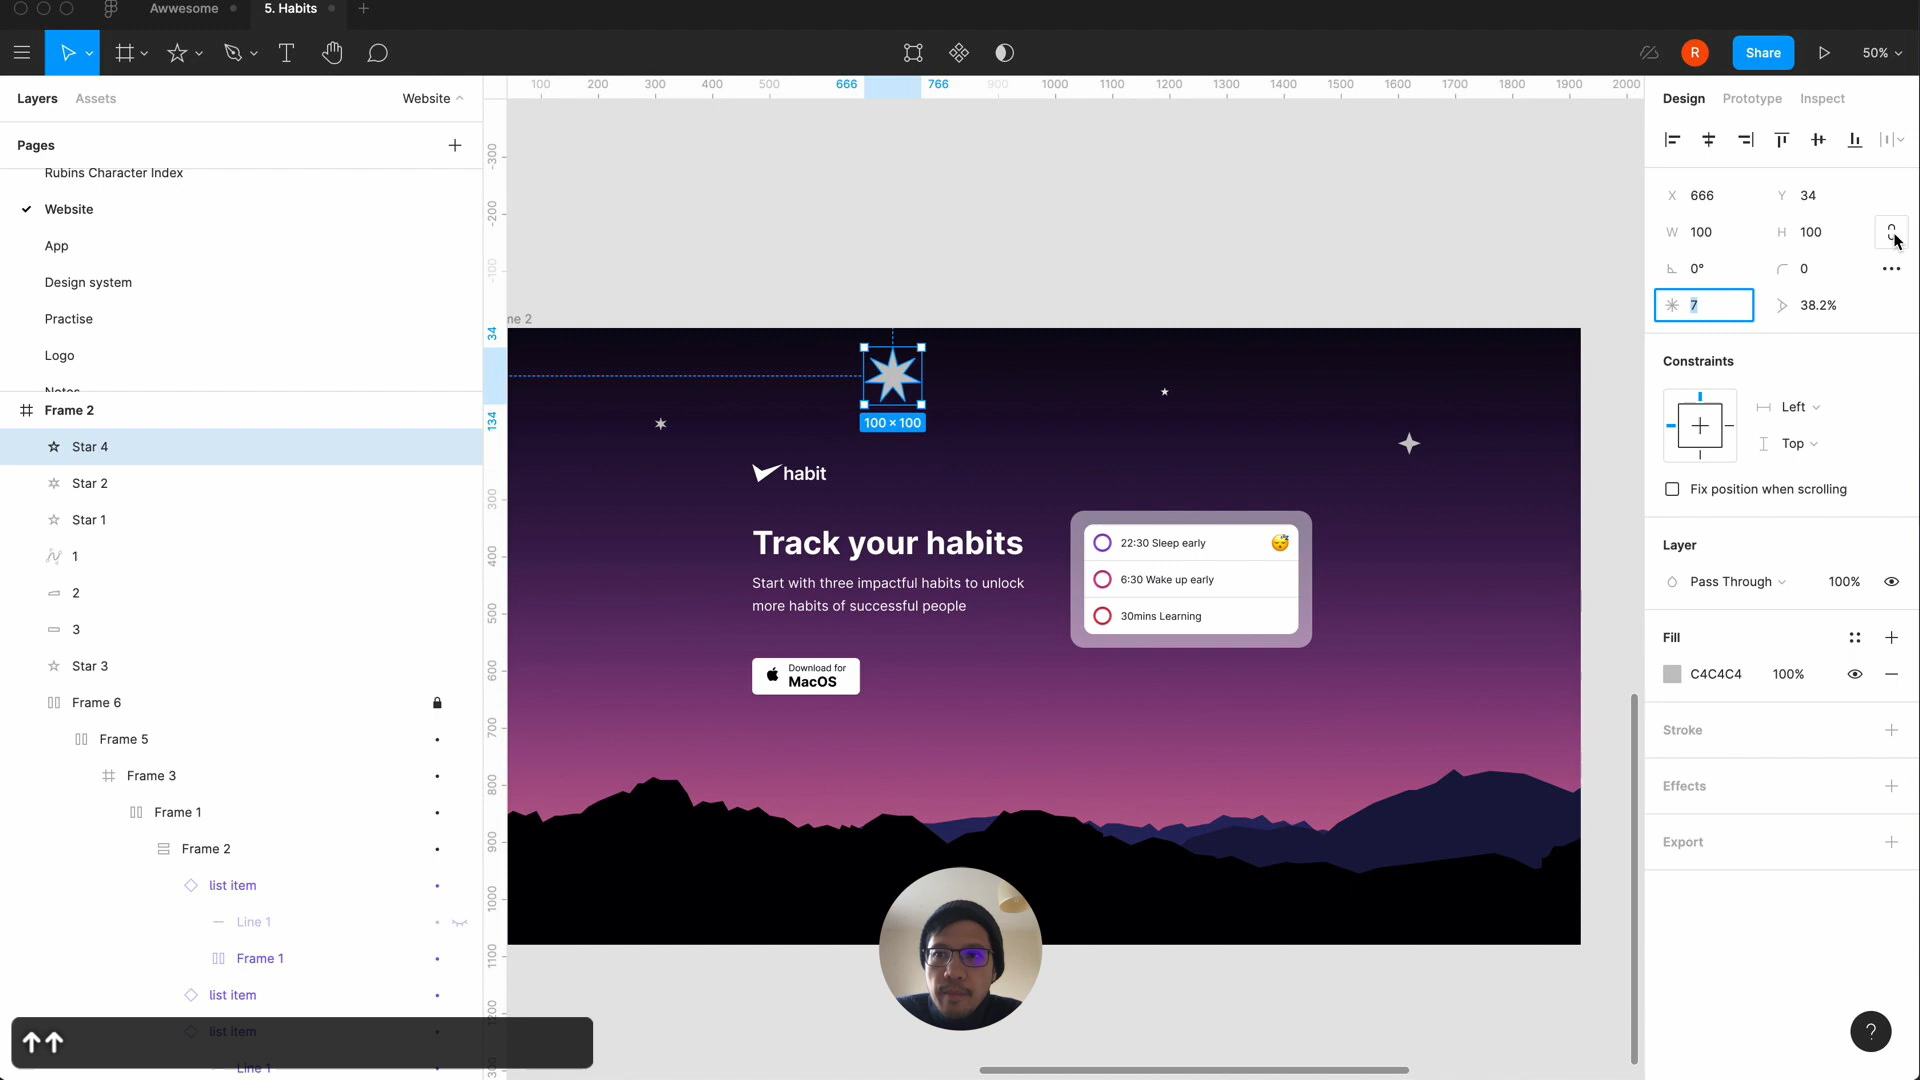 Awwesome
5. Habits
R
Share
50%
Layers
Assets
Website
Pages
Rubins Character Index
Website
App
Design system
Practise
Logo
Notes
Frame 2
Star 4
Star 2
Star 1
1
2
3
Star 3
Frame 6
Frame 5
Frame 3
Frame 1
Frame 2
list item
Line 1
Frame 1
list item
list item
Line 1
↑↑
100 200 300 400 500 666 766 900 1000 1100 1200 1300 1400 1500 1600 1700 1800 1900 2000
-300
-200
-100
34
134
300
400
500
600
700
800
900
1000
1100
1200
me 2
100 × 100
habit
Track your habits
Start with three impactful habits to unlock
more habits of successful people
Download for
MacOS
22:30 Sleep early
6:30 Wake up early
30mins Learning
Design
Prototype
Inspect
X 666
Y 34
W 100
H 100
0°
0
7
38.2%
Constraints
Left
Top
Fix position when scrolling
Layer
Pass Through
100%
Fill
C4C4C4
100%
Stroke
Effects
Export
?